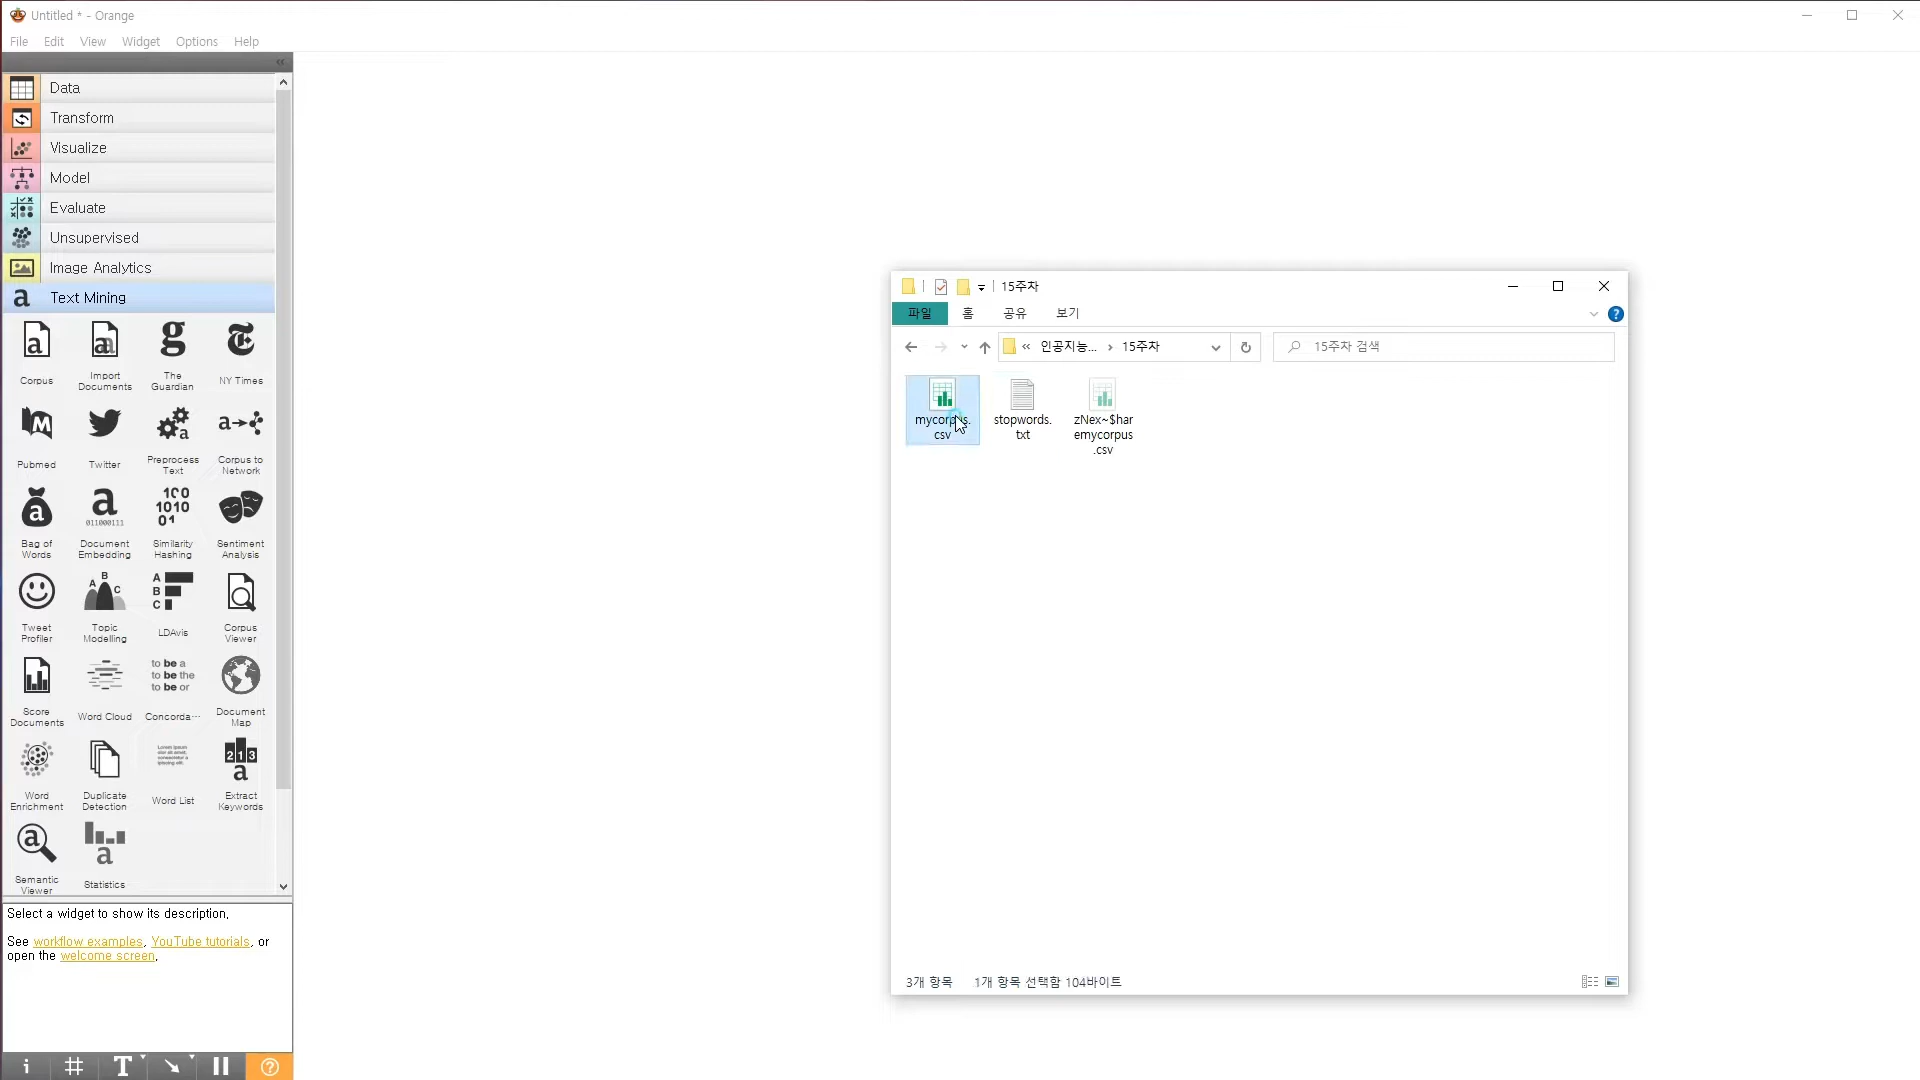 Untitled * - Orange
File Edit View Widget Options Help
Data
Transform
Visualize
Model
Evaluate
Unsupervised
Image Analytics
a Text Mining
Corpus
Import Documents
The Guardian
NY Times
Pubmed
Twitter
Preprocess Text
Corpus to Network
Bag of Words
Document Embedding
Similarity Hashing
Sentiment Analysis
Tweet Profiler
Topic Modelling
LDAvis
Corpus Viewer
to be a
to be the
to be or
Score Documents
Word Cloud
Concorda…
Document Map
Word Enrichment
Duplicate Detection
Word List
Extract Keywords
Semantic Viewer
Statistics
Select a widget to show its description.
See workflow examples, YouTube tutorials, or
open the welcome screen.
15주차
파일 홈 공유 보기
« 인공지능... › 15주차
15주차 검색
mycorpus.
csv
stopwords.
txt
zNex~$har
emycorpus
.csv
3개 항목 1개 항목 선택함 104바이트